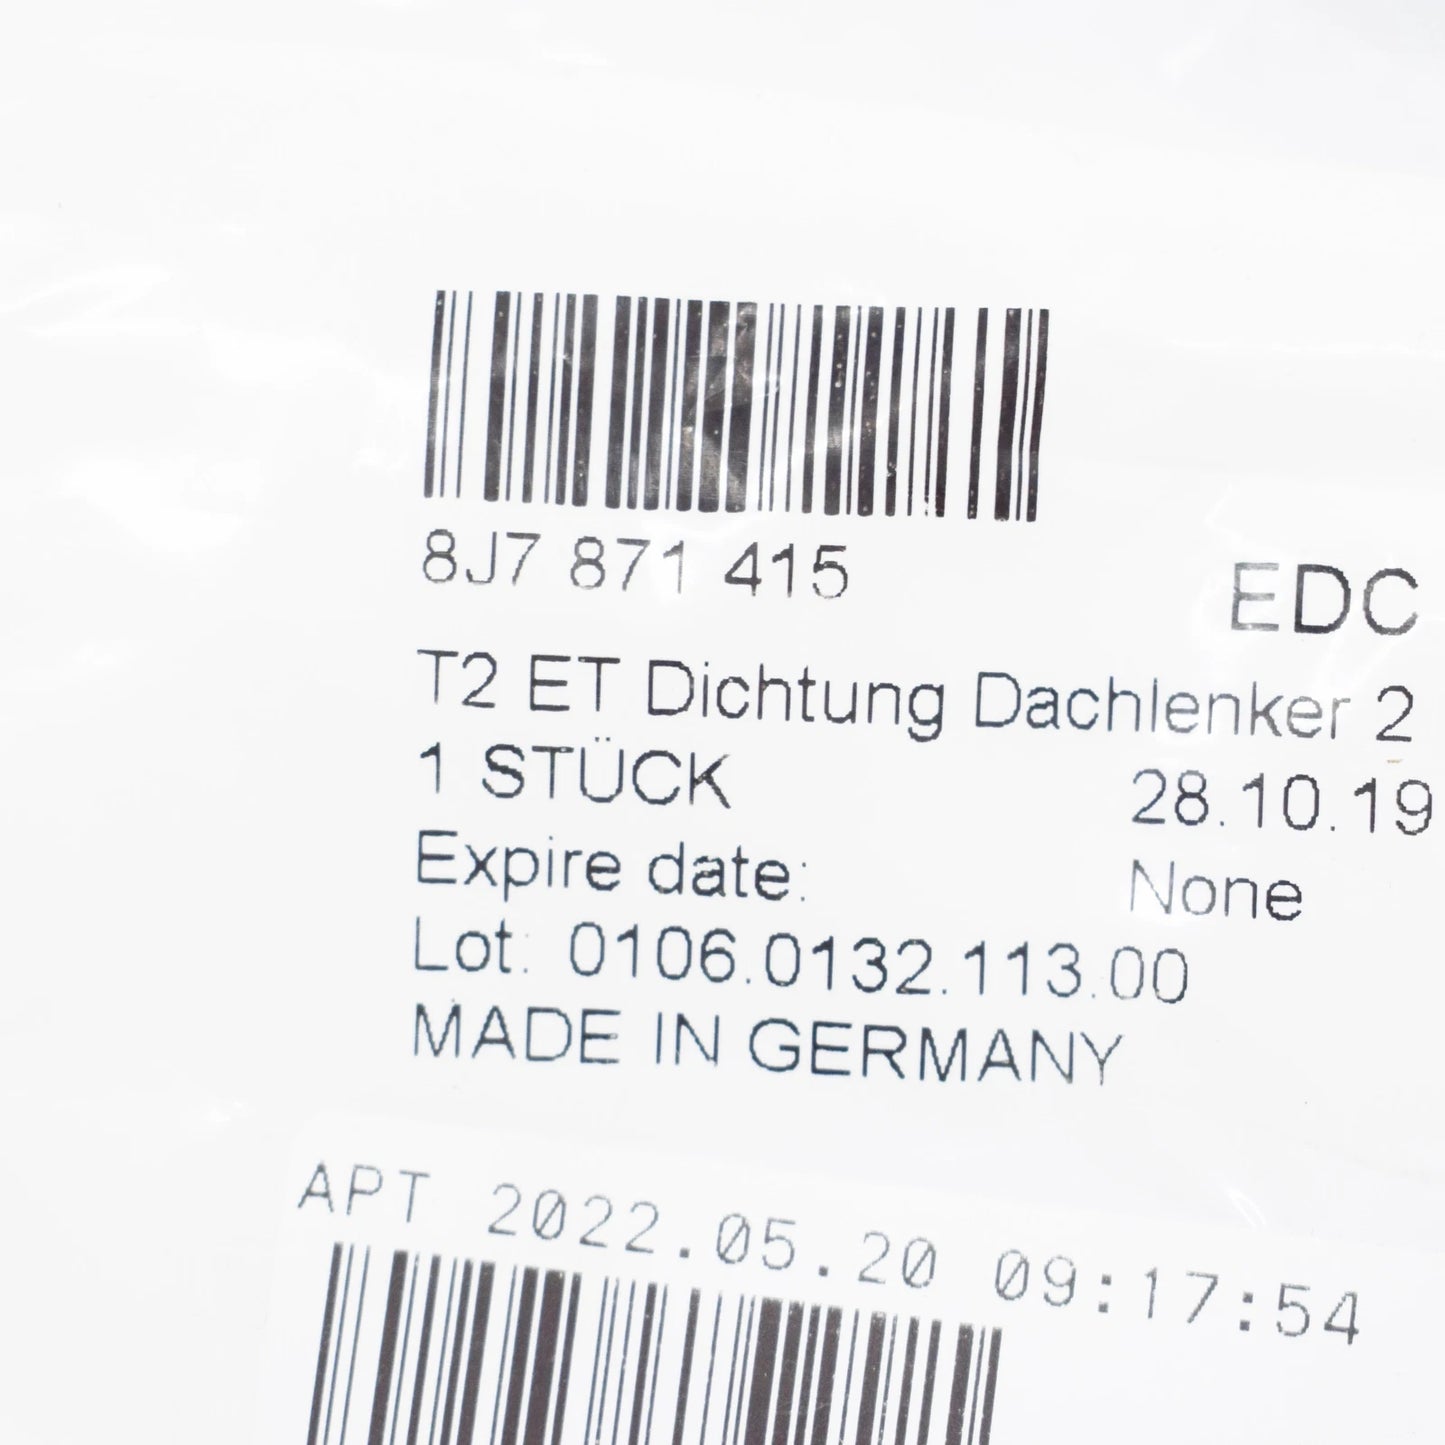 8J7 871 415
EDC
T2 ET Dichtung Dachlenker 2
1 STÜCK 28.10.19
Expire date: None
Lot: 0106.0132.113.00
MADE IN GERMANY
APT 2022.05.20 09:17:54